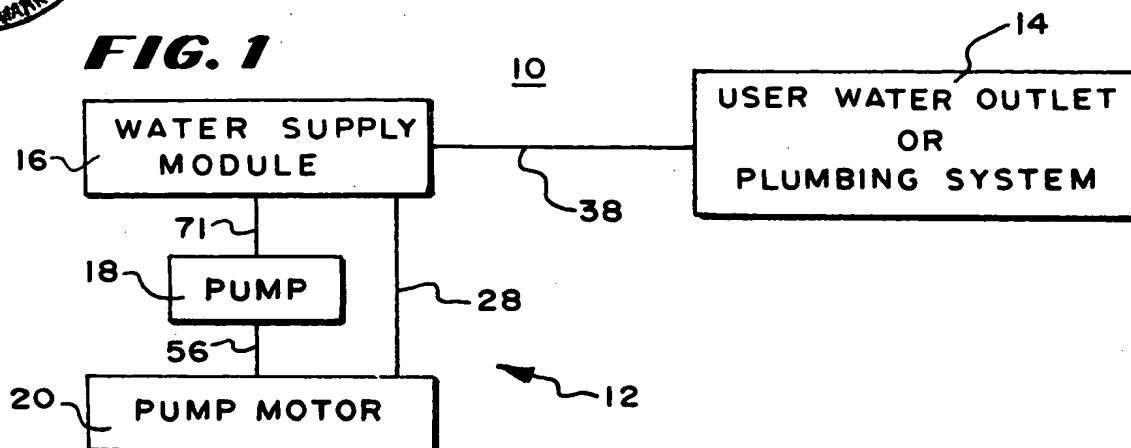 FIG. 1
10
14
WATER SUPPLY
MODULE
16
USER WATER OUTLET
OR
PLUMBING SYSTEM
38
71
18
PUMP
28
56
12
20
PUMP MOTOR